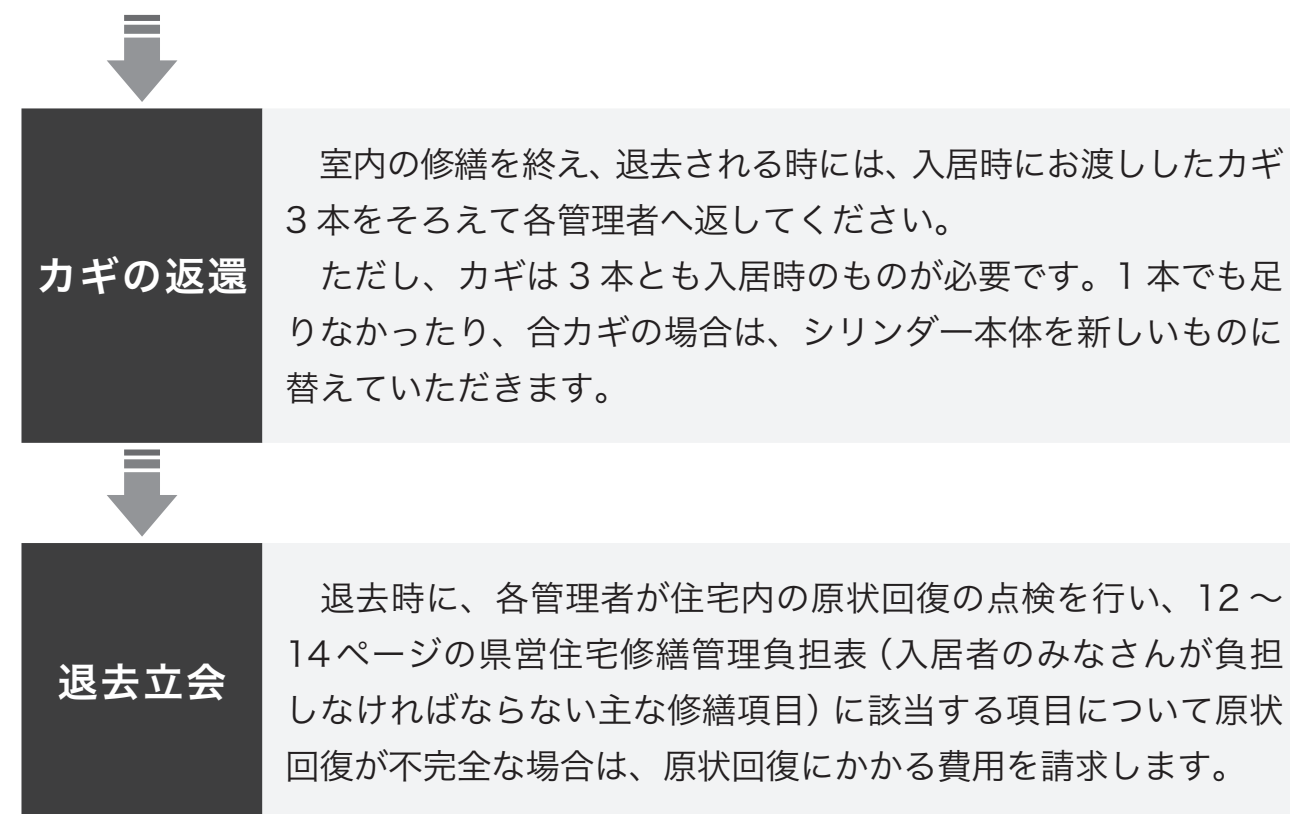 カギの返還
　室内の修繕を終え、退去される時には、入居時にお渡ししたカギ
3 本をそろえて各管理者へ返してください。
　ただし、カギは 3 本とも入居時のものが必要です。1 本でも足
りなかったり、合カギの場合は、シリンダー本体を新しいものに
替えていただきます。
退去立会
　退去時に、各管理者が住宅内の原状回復の点検を行い、12 ～
14 ページの県営住宅修繕管理負担表（入居者のみなさんが負担
しなければならない主な修繕項目）に該当する項目について原状
回復が不完全な場合は、原状回復にかかる費用を請求します。